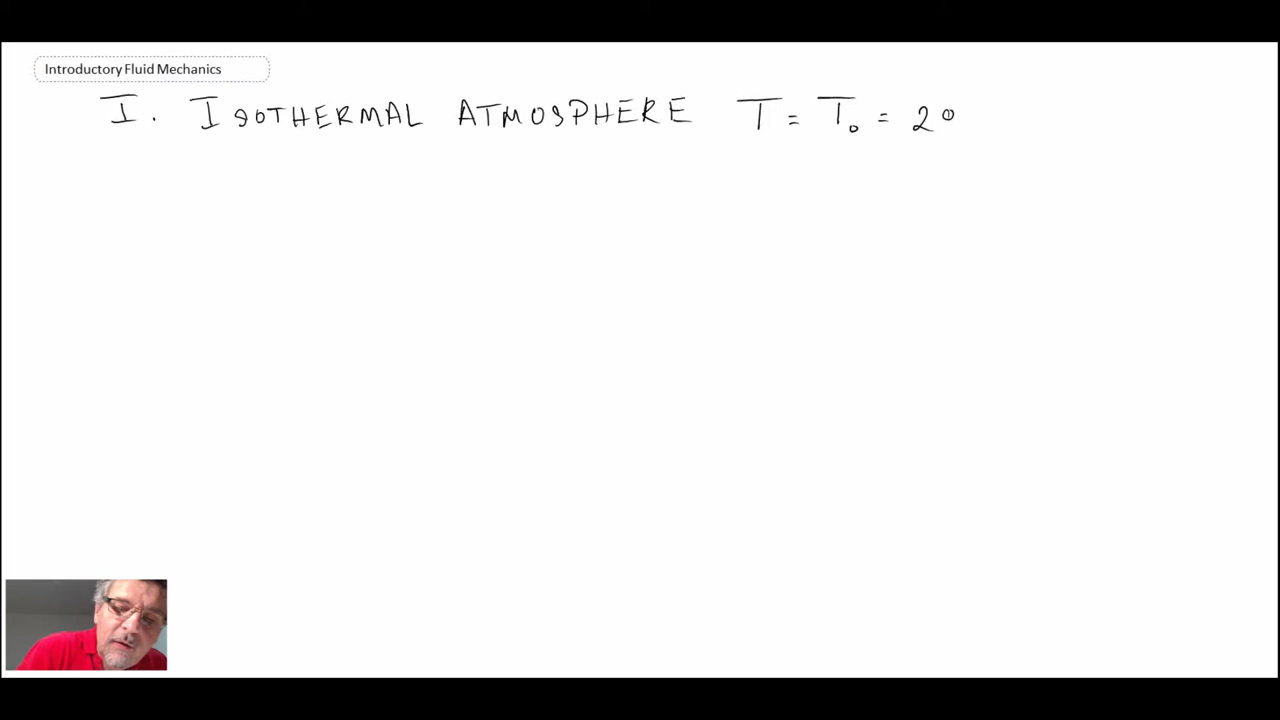 Introductory Fluid Mechanics
I. ISOTHERMAL ATMOSPHERE T = T₀ = 20